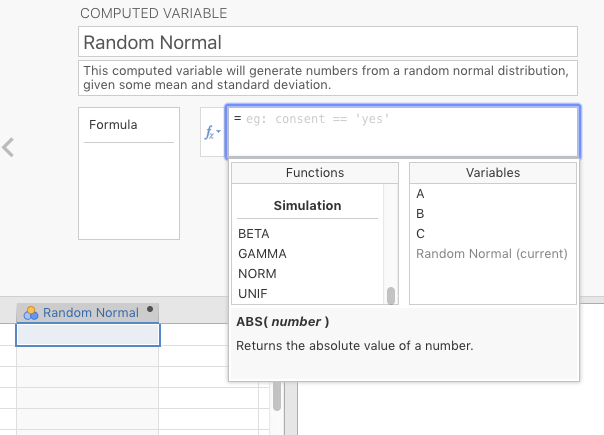 COMPUTED VARIABLE
Random Normal
This computed variable will generate numbers from a random normal distribution,
given some mean and standard deviation.
Formula
fx
= eg: consent == 'yes'
Functions
Variables
Simulation
BETA
GAMMA
NORM
UNIF
A
B
C
Random Normal (current)
ABS( number )
Returns the absolute value of a number.
Random Normal